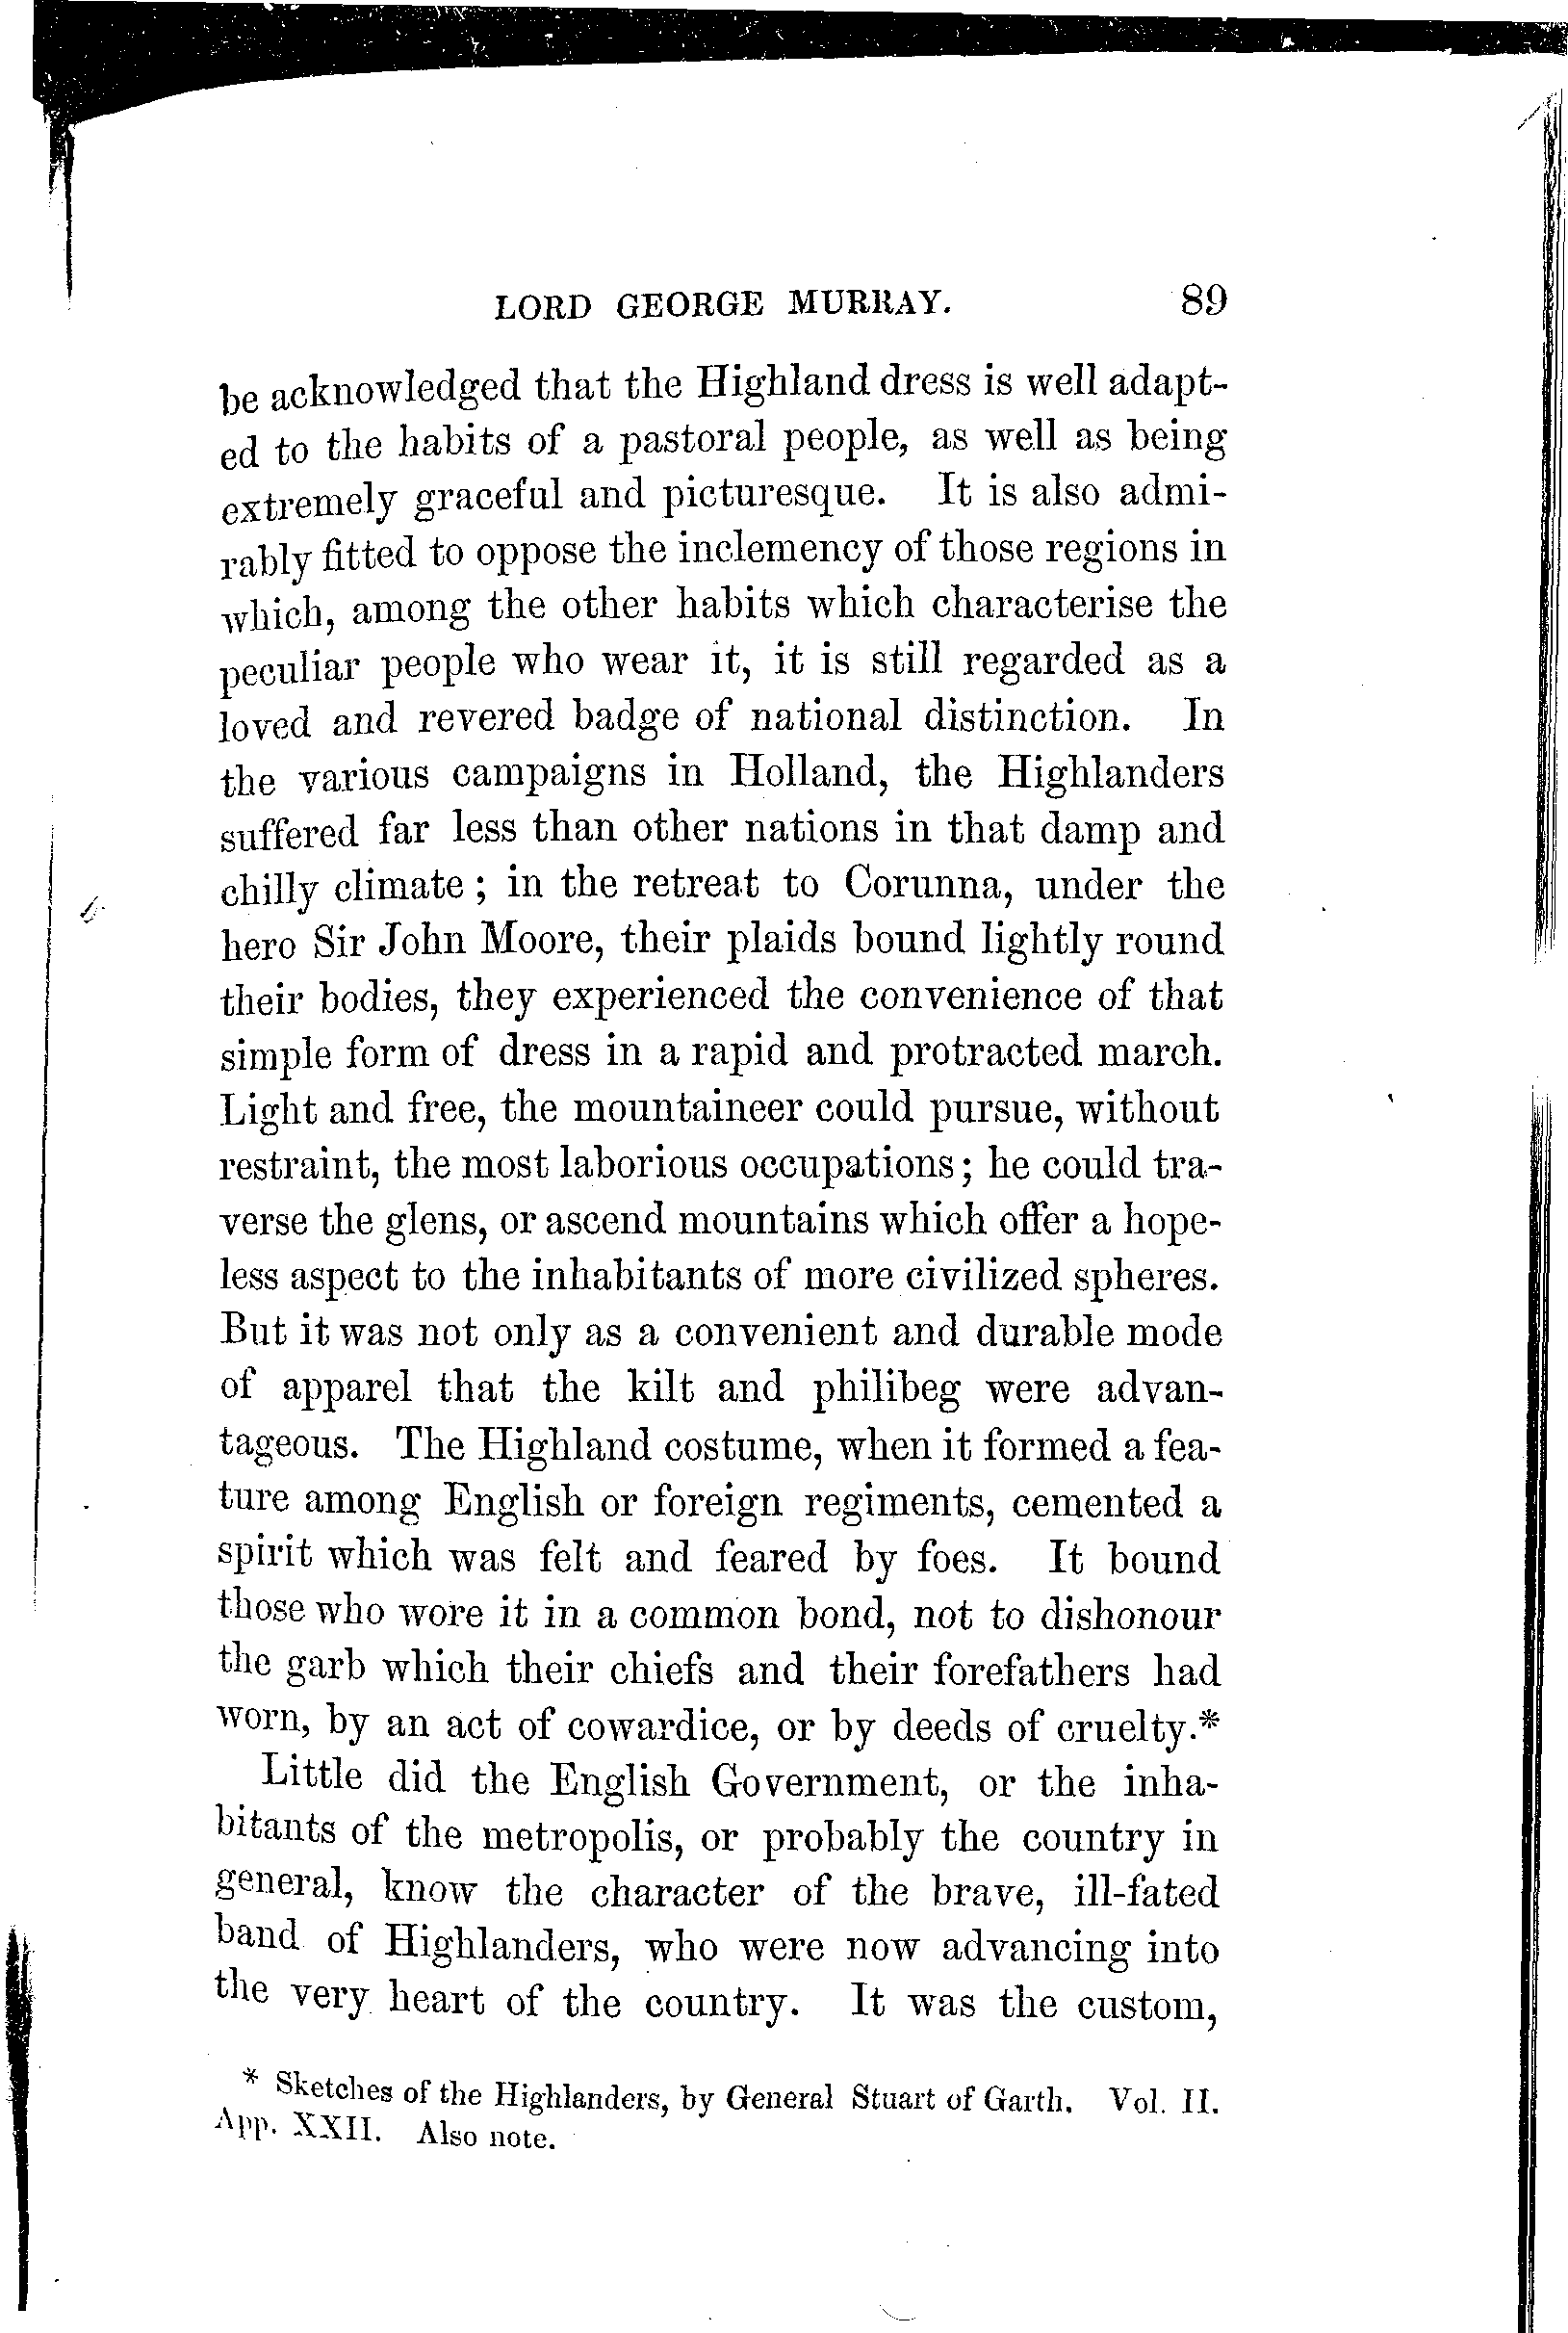 LORD GEORGE MURRAY. 89
be acknowledged that the Highland dress is well adapt-
ed to the habits of a pastoral people, as well as being
extremely graceful and picturesque. It is also admi-
rably fitted to oppose the inclemency of those regions in
which, among the other habits which characterise the
peculiar people who wear it, it is still regarded as a
loved and revered badge of national distinction. In
the various campaigns in Holland, the Highlanders
suffered far less than other nations in that damp and
chilly climate; in the retreat to Corunna, under the
hero Sir John Moore, their plaids bound lightly round
their bodies, they experienced the convenience of that
simple form of dress in a rapid and protracted march.
Light and free, the mountaineer could pursue, without
restraint, the most laborious occupations; he could tra-
verse the glens, or ascend mountains which offer a hope-
less aspect to the inhabitants of more civilized spheres.
But it was not only as a convenient and durable mode
of apparel that the kilt and philibeg were advan-
tageous. The Highland costume, when it formed a fea-
ture among English or foreign regiments, cemented a
spirit which was felt and feared by foes. It bound
those who wore it in a common bond, not to dishonour
the garb which their chiefs and their forefathers had
worn, by an act of cowardice, or by deeds of cruelty.*
Little did the English Government, or the inha-
bitants of the metropolis, or probably the country in
general, know the character of the brave, ill-fated
band of Highlanders, who were now advancing into
the very heart of the country. It was the custom,
* Sketches of the Highlanders, by General Stuart of Garth. Vol. II.
App. XXII. Also note.